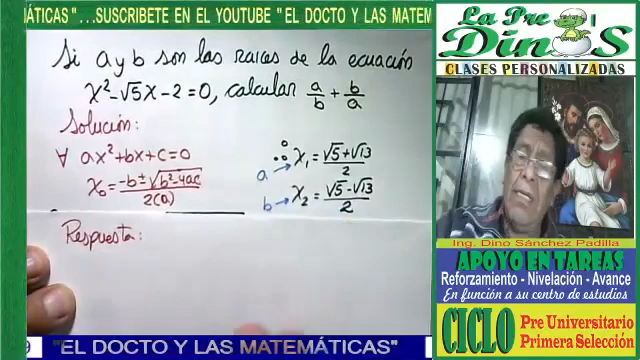 ÁTICAS"...SUSCRIBETE EN EL YOUTUBE "EL DOCTO Y LAS MATEM
Si a y b son las raíces de la ecuación
x²-√5x-2=0, calcular a/b + b/a
Solución:
∀ ax²+bx+c=0
x₀=-b±√b²-4ac/2(a)
∴ x₁=√5+√13/2
a
x₂=√5-√13/2
b
Respuesta:
"EL DOCTO Y LAS MATEMÁTICAS"
La Pre
DinoS
CLASES PERSONALIZADAS
Ing. Dino Sánchez Padilla
APOYO EN TAREAS
Reforzamiento - Nivelación - Avance
En función a su centro de estudios
CICLO Pre Universitario
Primera Selección